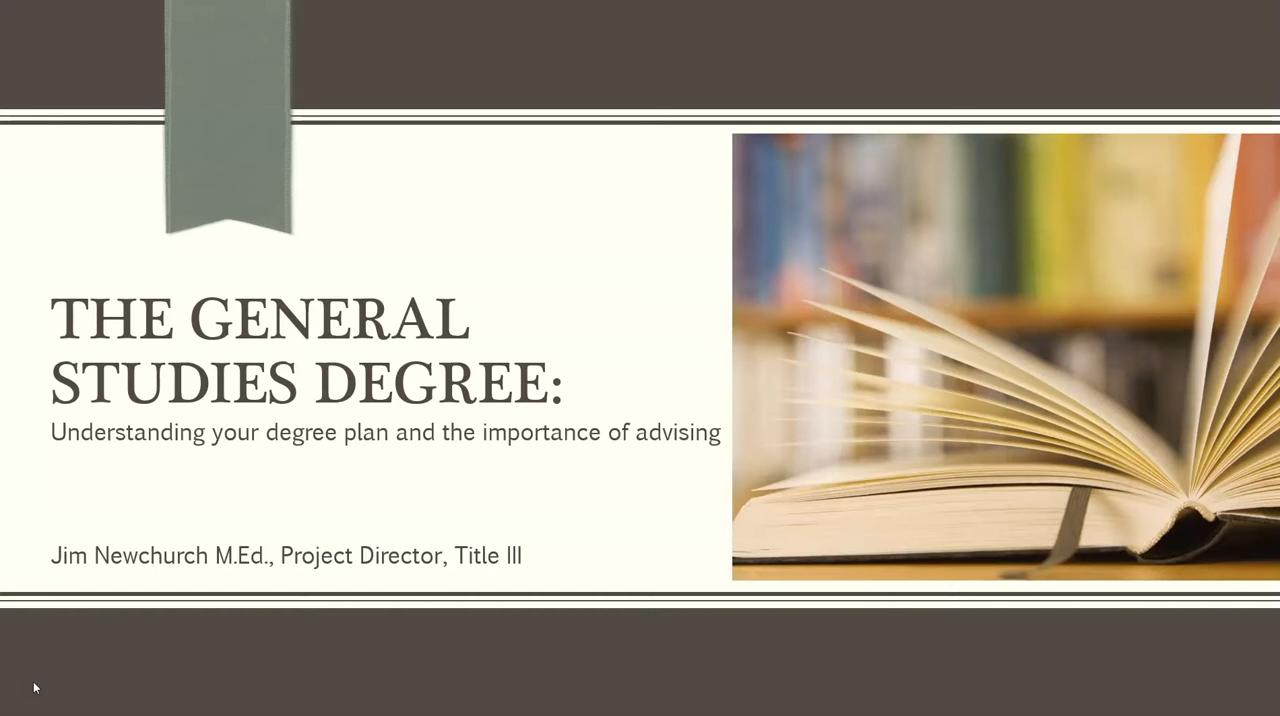 THE GENERAL
STUDIES DEGREE:
Understanding your degree plan and the importance of advising
Jim Newchurch M.Ed., Project Director, Title III